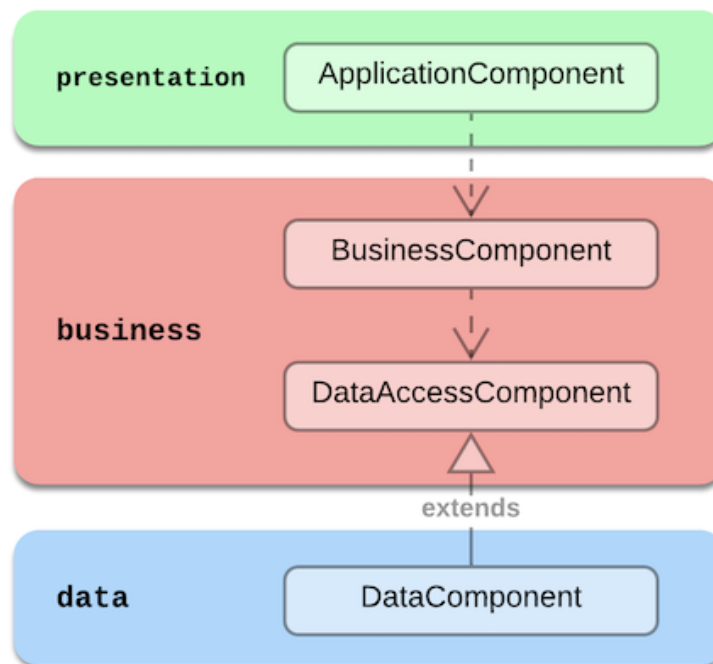 presentation
ApplicationComponent
BusinessComponent
business
DataAccessComponent
extends
data
DataComponent